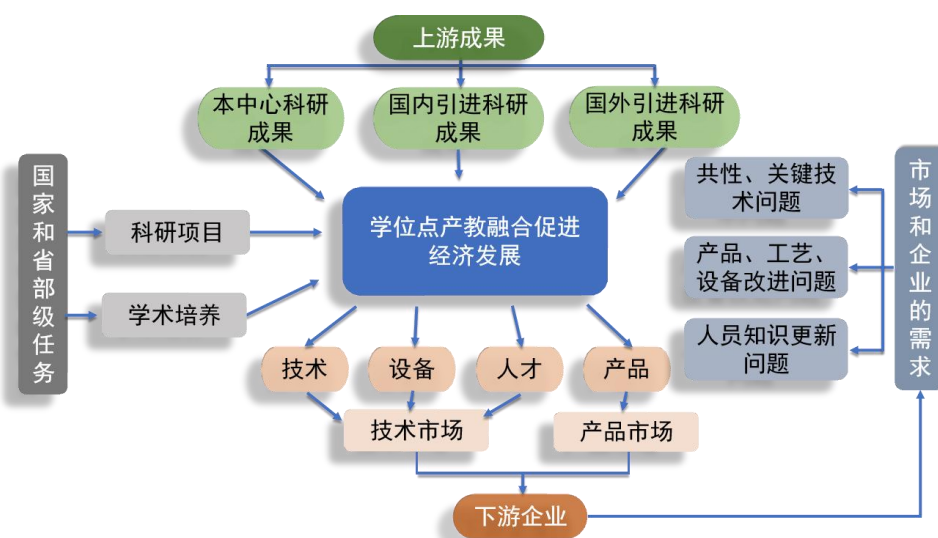 上游成果
本中心科研
成果
国内引进科研
成果
国外引进科研
成果
国家和省部级任务
科研项目
学术培养
学位点产教融合促进
经济发展
共性、关键技
术问题
产品、工艺、
设备改进问题
人员知识更新
问题
市场和企业的需求
技术
设备
人才
产品
技术市场
产品市场
下游企业